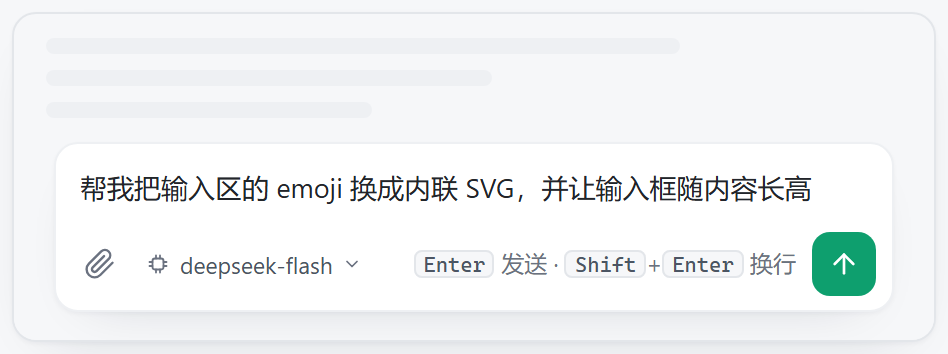 帮我把输入区的 emoji 换成内联 SVG，并让输入框随内容长高
deepseek-flash Enter 发送 · Shift+Enter 换行